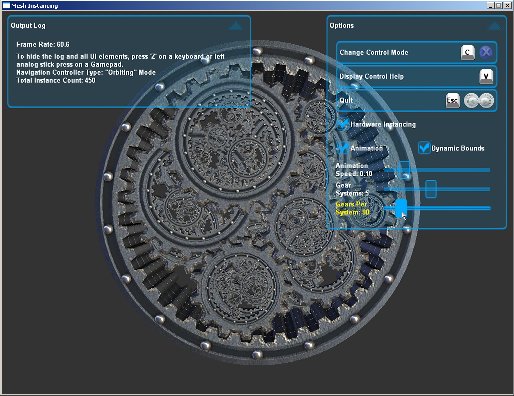 Mesh Instancing
Output Log
Frame Rate: 60.6
To hide the log and all UI elements, press 'Z' on a keyboard or left
analog stick press on a Gamepad.
Navigation Controller Type: "Orbiting" Mode
Total Instance Count: 450
Options
Change Control Mode
C
X
Display Control Help
Quit
Esc
Hardware Instancing
Animation
Dynamic Bounds
Animation
Speed: 0.10
Gear
Systems: 5
Gears Per
System: 90